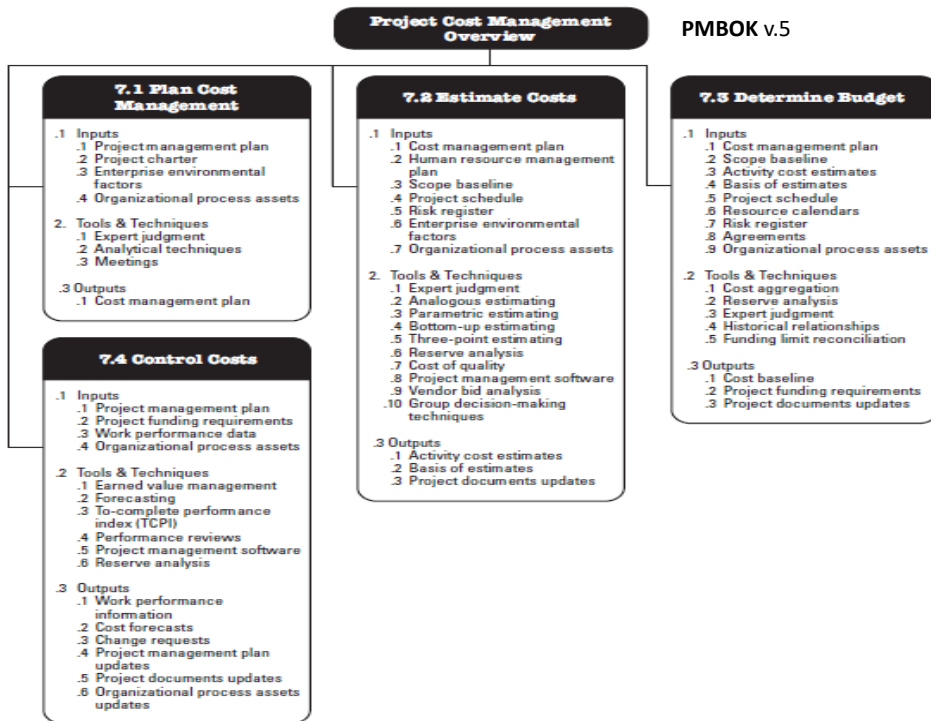 Project Cost Management
Overview
PMBOK v.5
7.1 Plan Cost
Management
.1 Inputs
.1 Project management plan
.2 Project charter
.3 Enterprise environmental
factors
.4 Organizational process assets
2. Tools & Techniques
.1 Expert judgment
.2 Analytical techniques
.3 Meetings
.3 Outputs
.1 Cost management plan
7.2 Estimate Costs
.1 Inputs
.1 Cost management plan
.2 Human resource management
plan
.3 Scope baseline
.4 Project schedule
.5 Risk register
.6 Enterprise environmental
factors
.7 Organizational process assets
2. Tools & Techniques
.1 Expert judgment
.2 Analogous estimating
.3 Parametric estimating
.4 Bottom-up estimating
.5 Three-point estimating
.6 Reserve analysis
.7 Cost of quality
.8 Project management software
.9 Vendor bid analysis
.10 Group decision-making
techniques
.3 Outputs
.1 Activity cost estimates
.2 Basis of estimates
.3 Project documents updates
7.3 Determine Budget
.1 Inputs
.1 Cost management plan
.2 Scope baseline
.3 Activity cost estimates
.4 Basis of estimates
.5 Project schedule
.6 Resource calendars
.7 Risk register
.8 Agreements
.9 Organizational process assets
.2 Tools & Techniques
.1 Cost aggregation
.2 Reserve analysis
.3 Expert judgment
.4 Historical relationships
.5 Funding limit reconciliation
.3 Outputs
.1 Cost baseline
.2 Project funding requirements
.3 Project documents updates
7.4 Control Costs
.1 Inputs
.1 Project management plan
.2 Project funding requirements
.3 Work performance data
.4 Organizational process assets
.2 Tools & Techniques
.1 Earned value management
.2 Forecasting
.3 To-complete performance
index (TCPI)
.4 Performance reviews
.5 Project management software
.6 Reserve analysis
.3 Outputs
.1 Work performance
information
.2 Cost forecasts
.3 Change requests
.4 Project management plan
updates
.5 Project documents updates
.6 Organizational process assets
updates